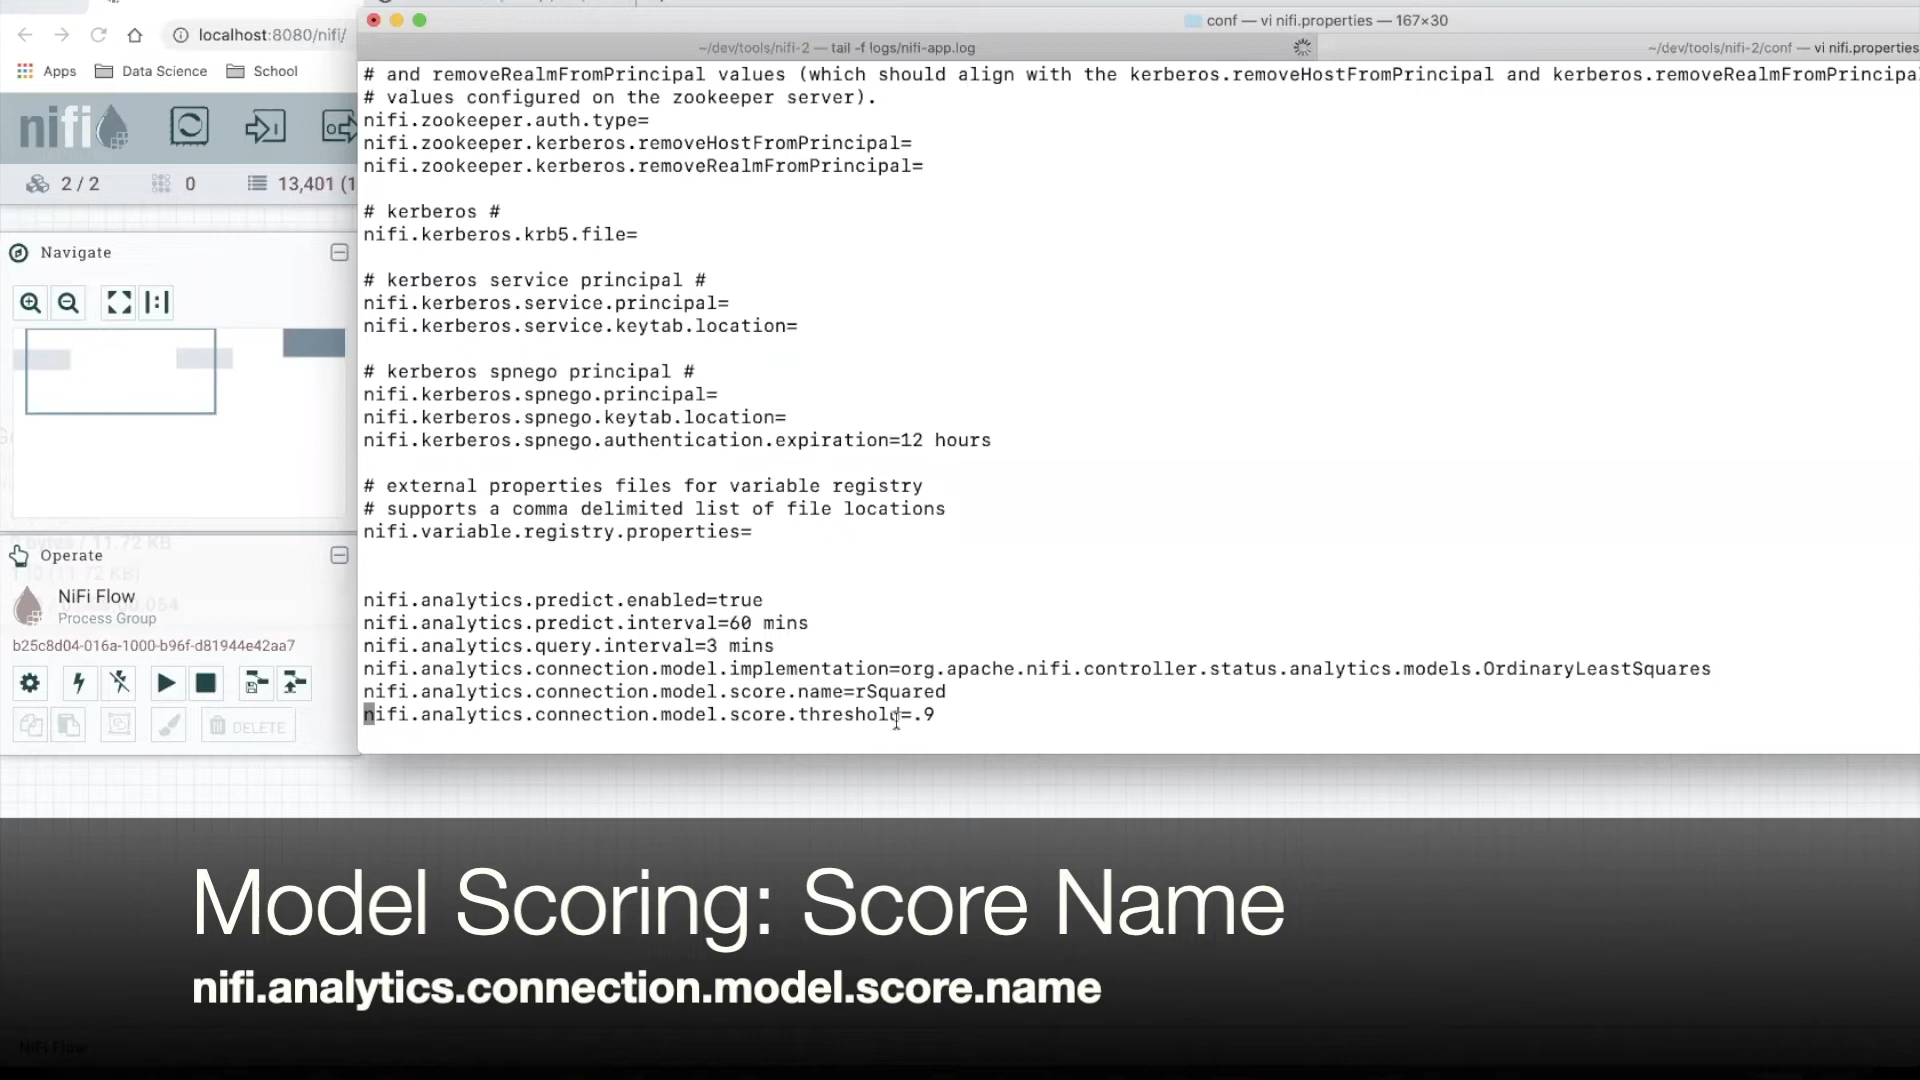 conf — vi nifi.properties — 167×30
localhost:8080/nifi/
~/dev/tools/nifi-2 — tail -f logs/nifi-app.log
~/dev/tools/nifi-2/conf — vi nifi.properties
Apps
Data Science
School
nifi
2 / 2
0
13,401 (1
Navigate
Operate
NiFi Flow
Process Group
b25c8d04-016a-1000-b96f-d81944e42aa7
DELETE
# and removeRealmFromPrincipal values (which should align with the kerberos.removeHostFromPrincipal and kerberos.removeRealmFromPrincipa
# values configured on the zookeeper server).
nifi.zookeeper.auth.type=
nifi.zookeeper.kerberos.removeHostFromPrincipal=
nifi.zookeeper.kerberos.removeRealmFromPrincipal=
# kerberos #
nifi.kerberos.krb5.file=
# kerberos service principal #
nifi.kerberos.service.principal=
nifi.kerberos.service.keytab.location=
# kerberos spnego principal #
nifi.kerberos.spnego.principal=
nifi.kerberos.spnego.keytab.location=
nifi.kerberos.spnego.authentication.expiration=12 hours
# external properties files for variable registry
# supports a comma delimited list of file locations
nifi.variable.registry.properties=
nifi.analytics.predict.enabled=true
nifi.analytics.predict.interval=60 mins
nifi.analytics.query.interval=3 mins
nifi.analytics.connection.model.implementation=org.apache.nifi.controller.status.analytics.models.OrdinaryLeastSquares
nifi.analytics.connection.model.score.name=rSquared
nifi.analytics.connection.model.score.threshold=.9
Model Scoring: Score Name
nifi.analytics.connection.model.score.name
NiFi Flow